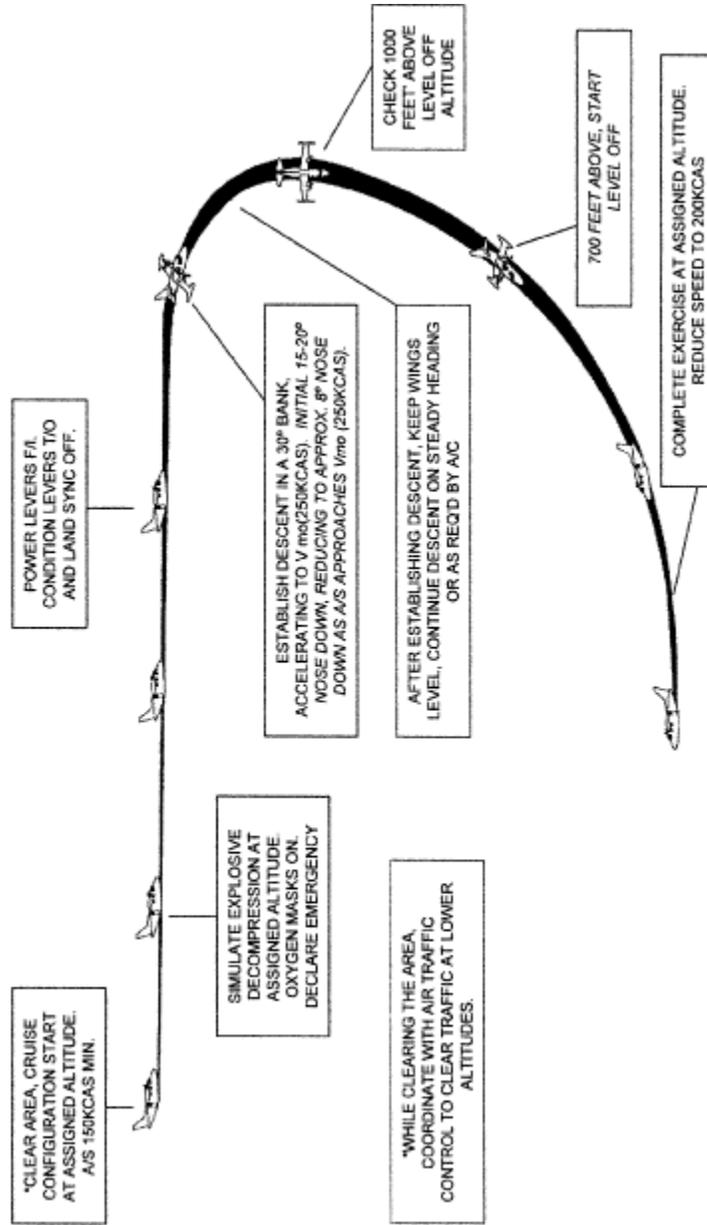 *CLEAR AREA, CRUISE
CONFIGURATION START
AT ASSIGNED ALTITUDE.
A/S 150KCAS MIN.
SIMULATE EXPLOSIVE
DECOMPRESSION AT
ASSIGNED ALTITUDE.
OXYGEN MASKS ON.
DECLARE EMERGENCY
POWER LEVERS F/I.
CONDITION LEVERS T/O
AND LAND SYNC OFF.
ESTABLISH DESCENT IN A 30º BANK,
ACCELERATING TO V mo(250KCAS). INITIAL 15-20º
NOSE DOWN, REDUCING TO APPROX. 8º NOSE
DOWN AS A/S APPROACHES Vmo (250KCAS).
AFTER ESTABLISHING DESCENT, KEEP WINGS
LEVEL, CONTINUE DESCENT ON STEADY HEADING
OR AS REQ'D BY A/C
CHECK 1000
FEET' ABOVE
LEVEL OFF
ALTITUDE
700 FEET ABOVE, START
LEVEL OFF
COMPLETE EXERCISE AT ASSIGNED ALTITUDE.
REDUCE SPEED TO 200KCAS
*WHILE CLEARING THE AREA,
COORDINATE WITH AIR TRAFFIC
CONTROL TO CLEAR TRAFFIC AT LOWER
ALTITUDES.